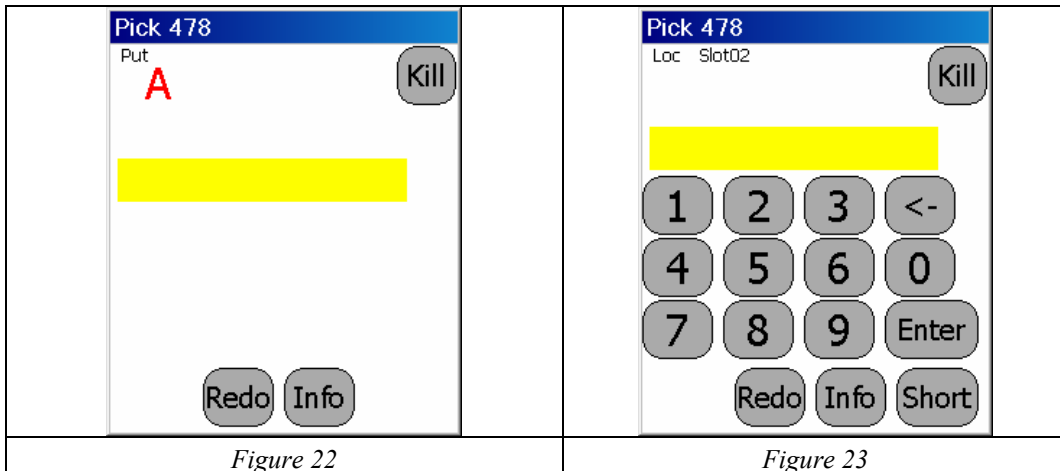 Pick 478
Put
A
Kill
Redo Info
Figure 22
Pick 478
Loc Slot02
Kill
1 2 3 <-
4 5 6 0
7 8 9 Enter
Redo Info Short
Figure 23